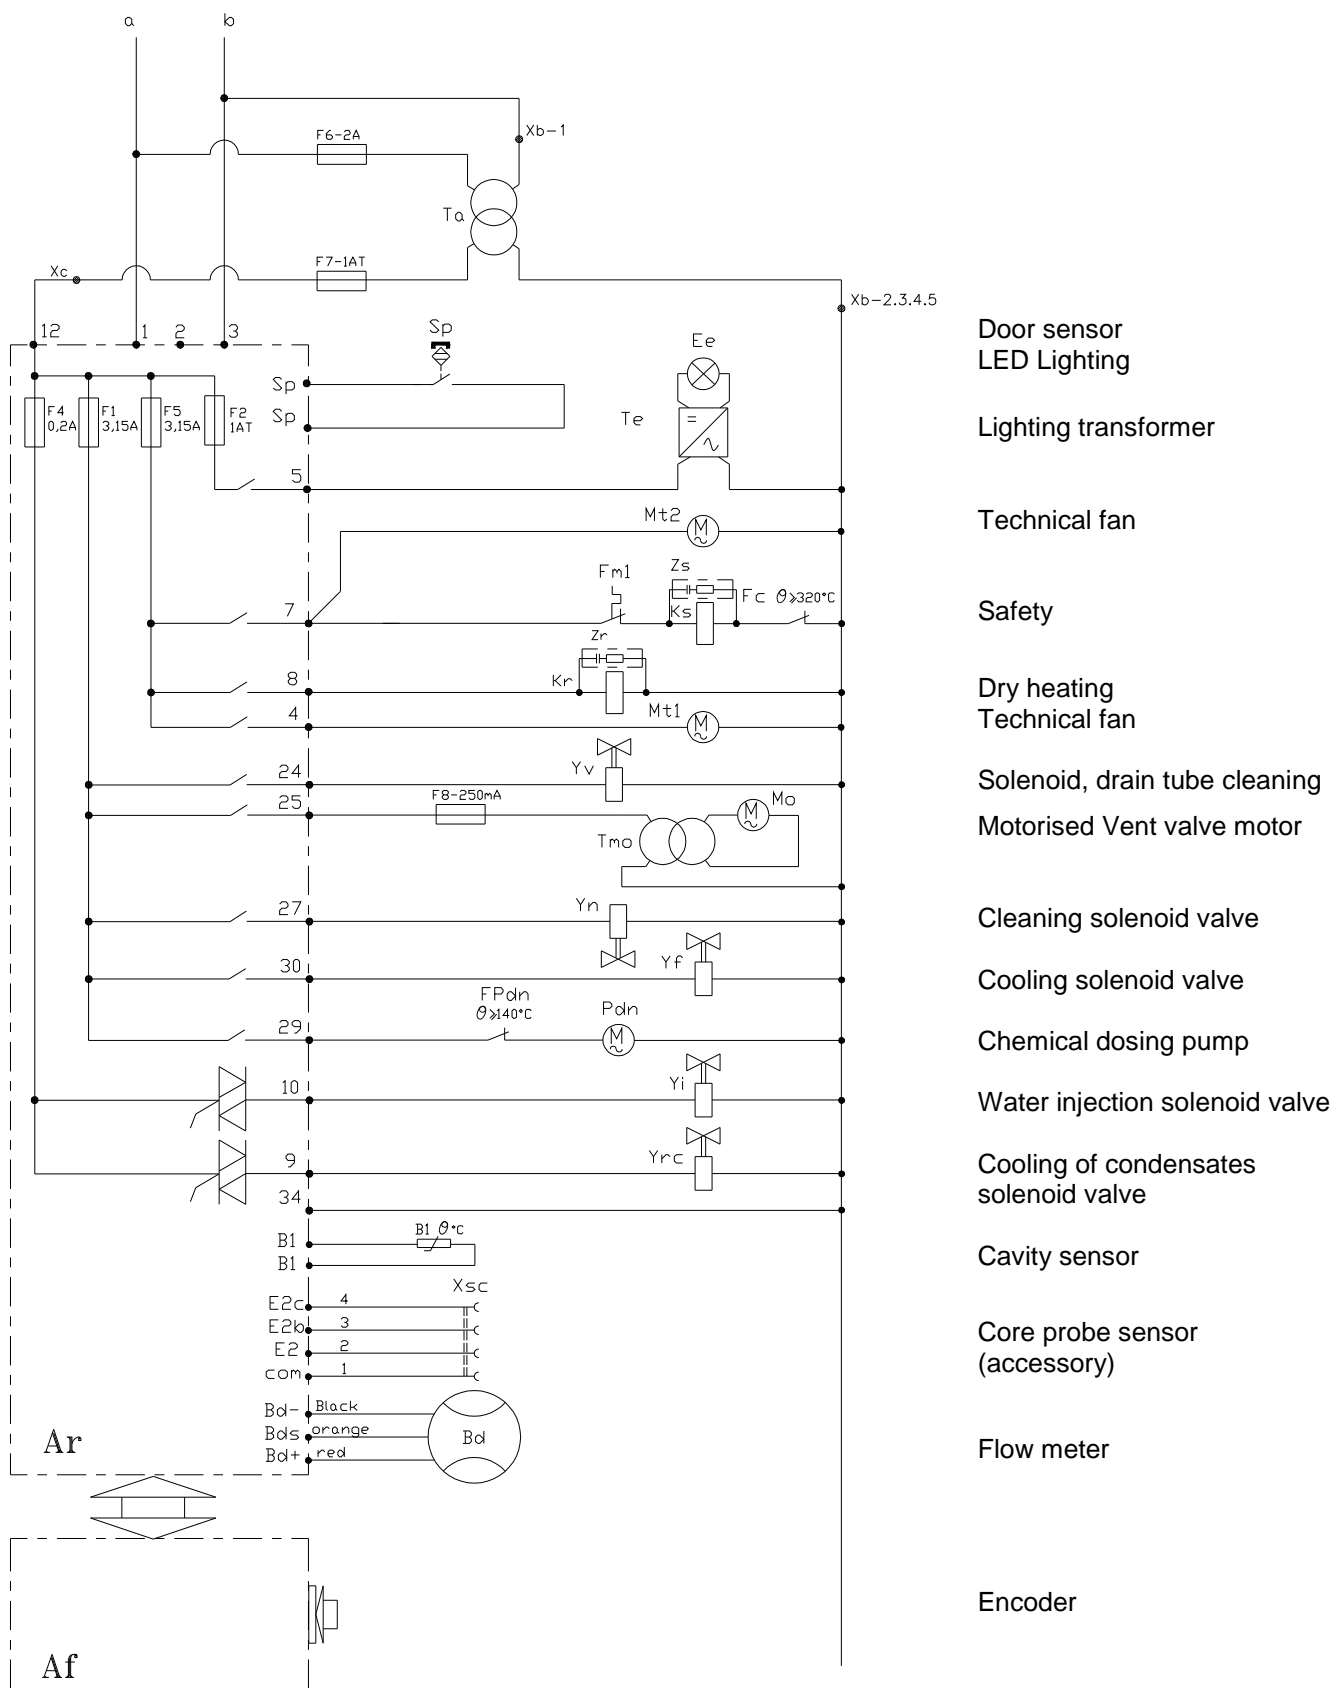 a b
Xb-1
F6-2A
Ta
F7-1AT
Xc
Xb-2.3.4.5
12 1 2 3
Sp
Ee
Door sensor
LED Lighting
Sp
F4
0,2A
F1
3,15A
F5
3,15A
F2
1AT
Sp
Te
Lighting transformer
5
Mt2
M
Technical fan
Fm1
Zs
7
Ks
Fc θ≥320°C
Safety
Zr
8
Kr
Dry heating
4
Mt1
M
Technical fan
24
Yv
Solenoid, drain tube cleaning
25
F8-250mA
Mo
M
Tmo
Motorised Vent valve motor
27
Yn
Cleaning solenoid valve
30
Yf
Cooling solenoid valve
29
FPdn
θ≥140°C
Pdn
M
Chemical dosing pump
10
Yi
Water injection solenoid valve
9
Yrc
Cooling of condensates
solenoid valve
34
B1
B1 θ°C
B1
Cavity sensor
Xsc
E2c 4
E2b 3
E2 2
com 1
Core probe sensor
(accessory)
Bd- Black
Bds orange
Bd+ red
Bd
Flow meter
Ar
Encoder
Af